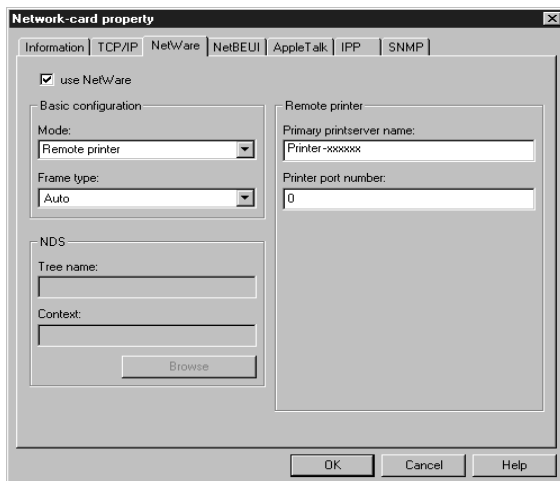 Network-card property
Information TCP/IP NetWare NetBEUI AppleTalk IPP SNMP
use NetWare
Basic configuration
Mode:
Remote printer
Frame type:
Auto
NDS
Tree name:
Context:
Browse
Remote printer
Primary printserver name:
Printer-xxxxxx
Printer port number:
0
OK Cancel Help